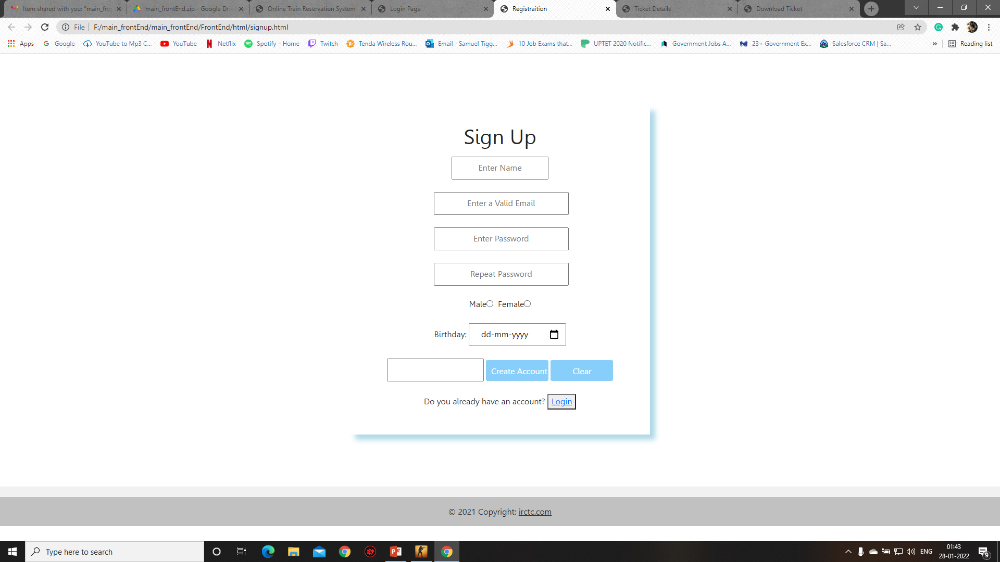 Item shared with you: "main_fro
main_frontEnd.zip - Google Driv
Online Train Reservation System
Login Page
Registraition
Ticket Details
Download Ticket
File F:/main_frontEnd/main_frontEnd/FrontEnd/html/signup.html
Apps Google YouTube to Mp3 C... YouTube Netflix Spotify – Home Twitch Tenda Wireless Rou... Email - Samuel Tigg... 10 Job Exams that... UPTET 2020 Notific... Government Jobs A... 23+ Government Ex... Salesforce CRM | Sa... » Reading list
Sign Up
Enter Name
Enter a Valid Email
Enter Password
Repeat Password
Male Female
Birthday: dd-mm-yyyy
Create Account Clear
Do you already have an account? Login
© 2021 Copyright: irctc.com
Type here to search
ENG
01:43
28-01-2022
9